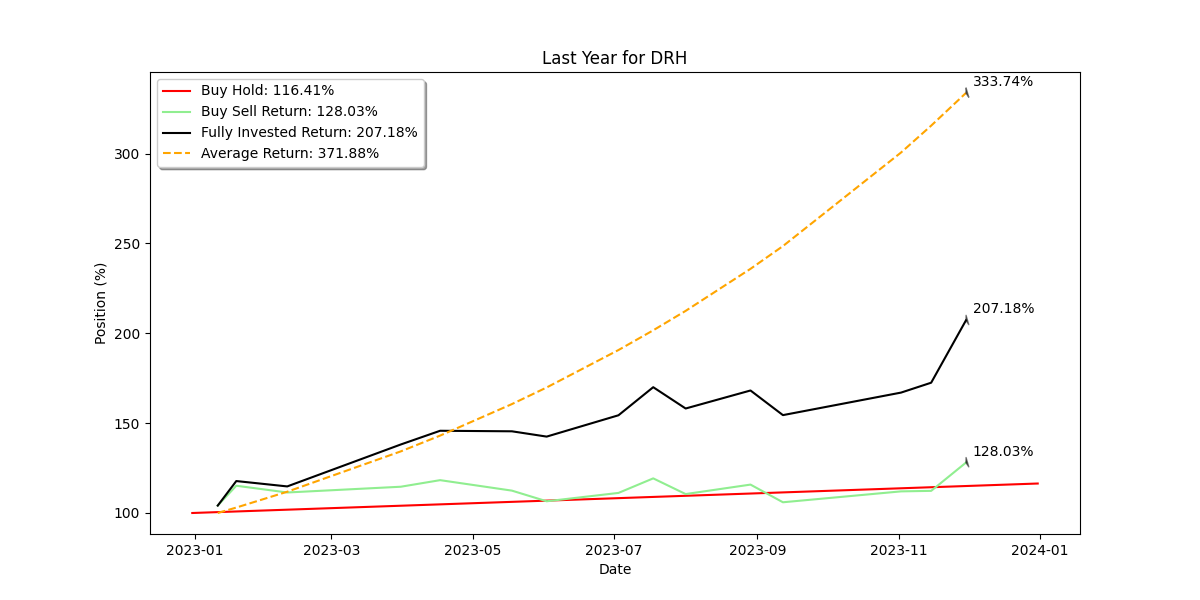 Last Year for DRH
Buy Hold: 116.41%
Buy Sell Return: 128.03%
Fully Invested Return: 207.18%
Average Return: 371.88%
333.74%
207.18%
128.03%
Position (%)
300
250
200
150
100
2023-01
2023-03
2023-05
2023-07
2023-09
2023-11
2024-01
Date